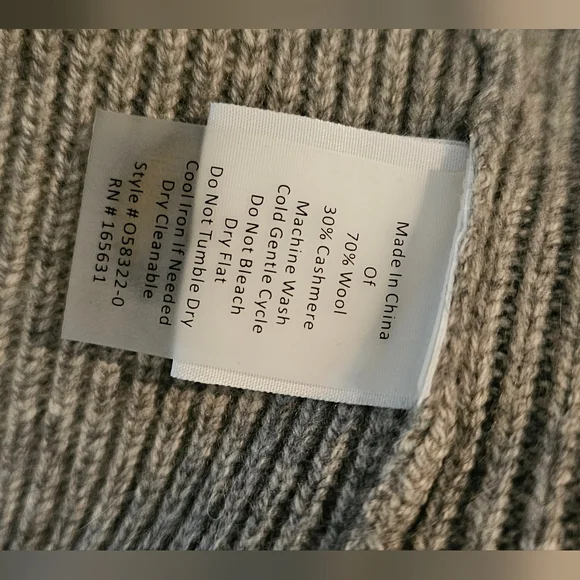 Made In China
Of
70% Wool
30% Cashmere
Machine Wash
Cold Gentle Cycle
Do Not Bleach
Dry Flat
Do Not Tumble Dry
Cool Iron If Needed
Dry Cleanable
Style # O58322-0
RN # 165631